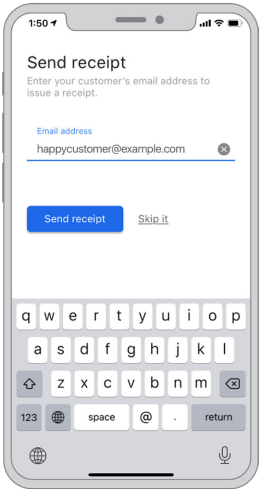 1:50
Send receipt
Enter your customer's email address to
issue a receipt.
Email address
happycustomer@example.com
Send receipt Skip it
q w e r t y u i o p
a s d f g h j k l
z x c v b n m
123 space @ . return